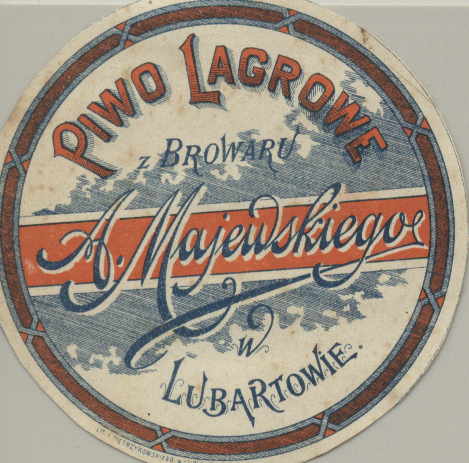 PIWO LAGROWE
z BROWARU
A. Majewskiego
w
LUBARTOWIE.